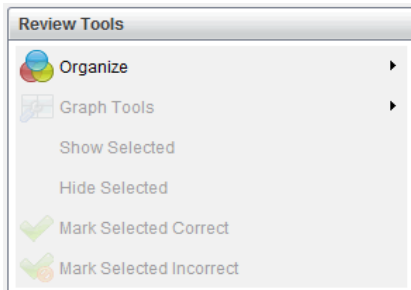 Review Tools
Organize
Graph Tools
Show Selected
Hide Selected
Mark Selected Correct
Mark Selected Incorrect